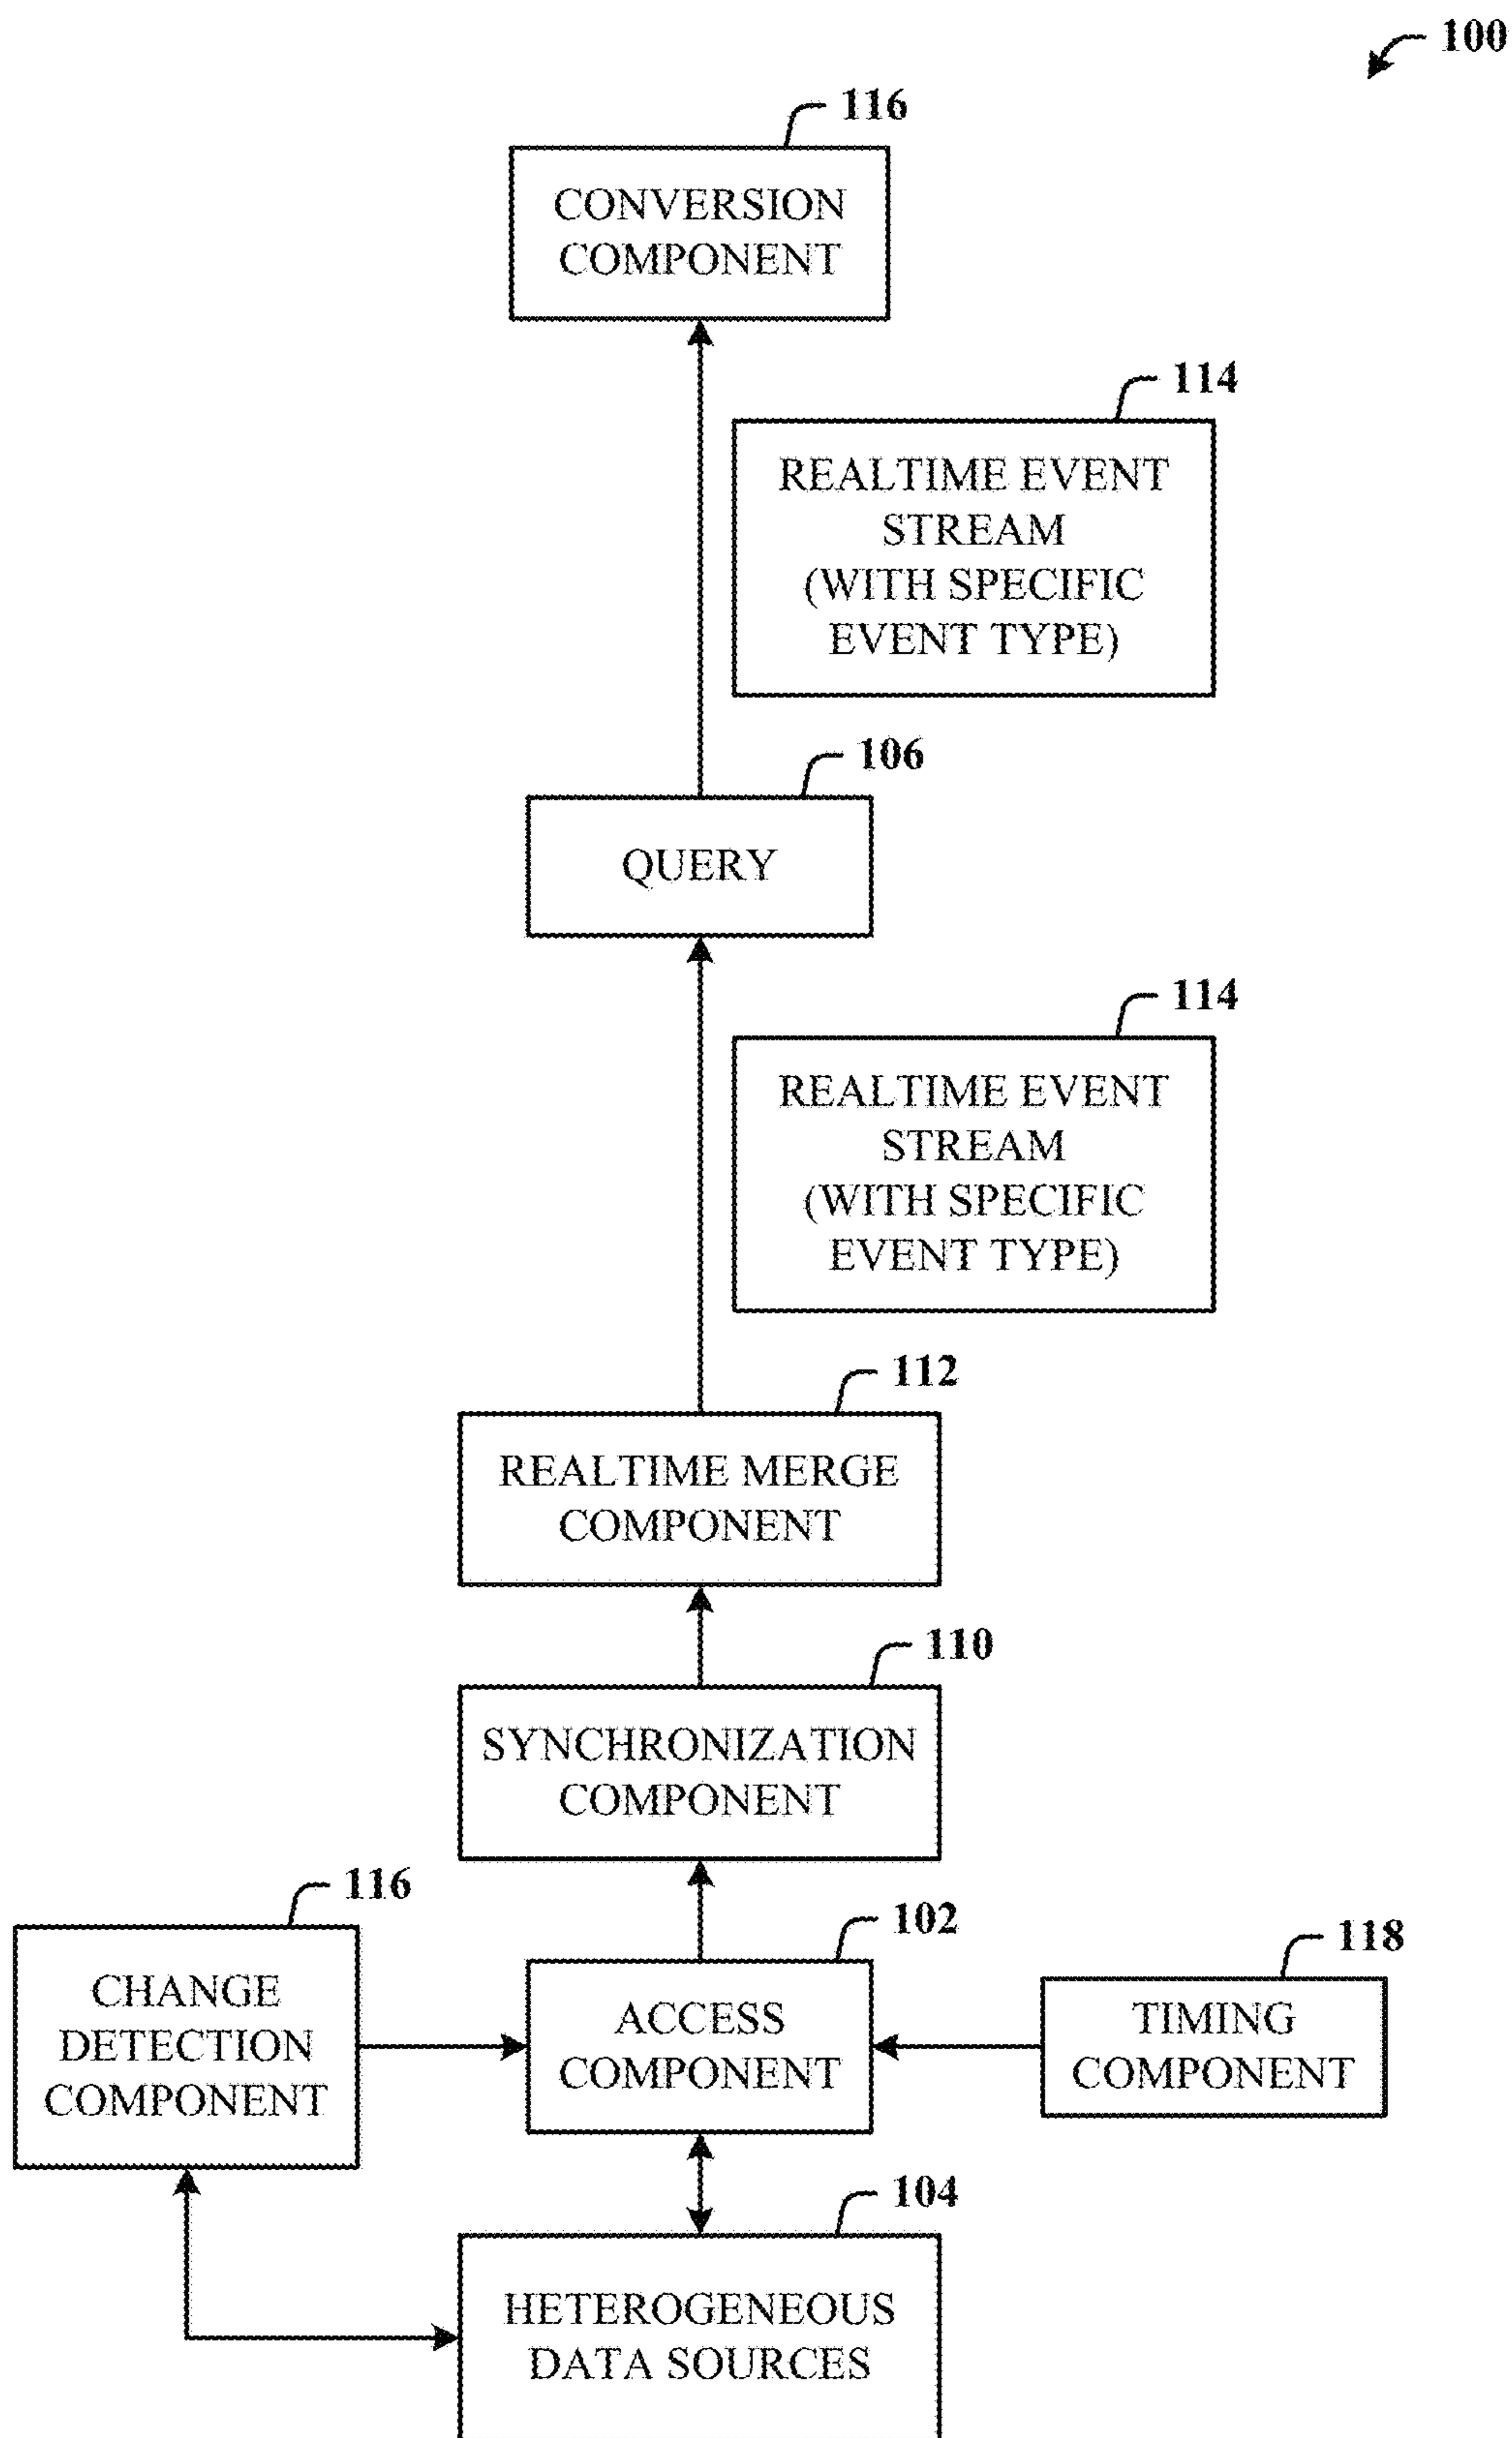 100
116
CONVERSION
COMPONENT
114
REALTIME EVENT
STREAM
(WITH SPECIFIC
EVENT TYPE)
106
QUERY
114
REALTIME EVENT
STREAM
(WITH SPECIFIC
EVENT TYPE)
112
REALTIME MERGE
COMPONENT
110
SYNCHRONIZATION
COMPONENT
116
CHANGE
DETECTION
COMPONENT
102
ACCESS
COMPONENT
118
TIMING
COMPONENT
104
HETEROGENEOUS
DATA SOURCES